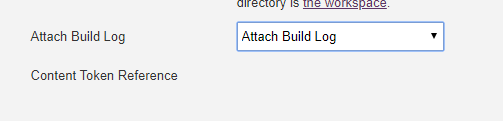 directory is the workspace.
Attach Build Log Attach Build Log
Content Token Reference